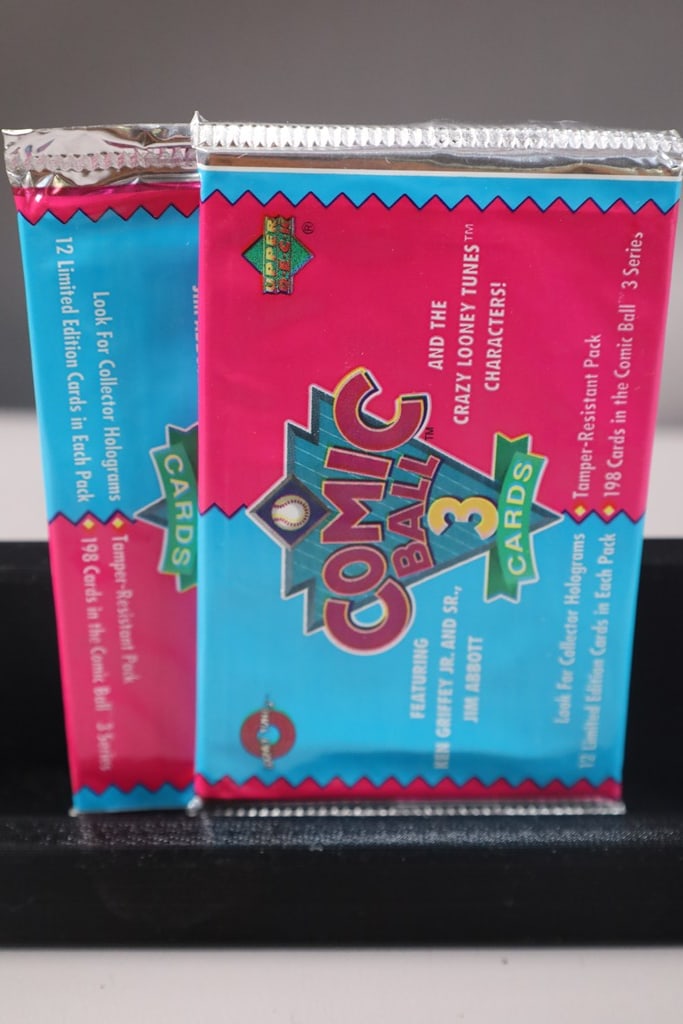 UPPER
DECK
®
COMIC
BALL™
3
CARDS
FEATURING
KEN GRIFFEY JR. AND SR.,
JIM ABBOTT
AND THE
CRAZY LOONEY TUNES™
CHARACTERS!
Look For Collector Holograms
12 Limited Edition Cards in Each Pack
Tamper-Resistant Pack
198 Cards in the Comic Ball™ 3 Series
CARDS
Look For Collector Holograms
12 Limited Edition Cards in Each Pack
Tamper-Resistant Pack
198 Cards in the Comic Ball 3 Series